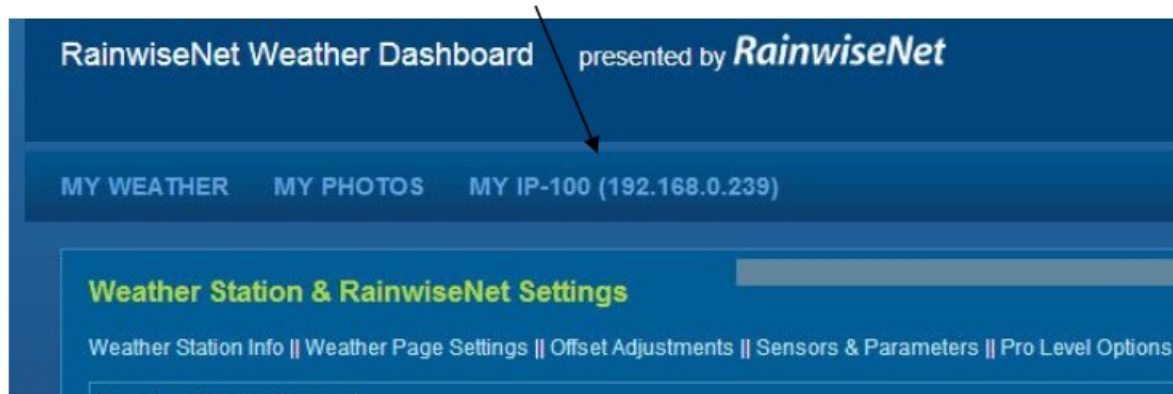 RainwiseNet Weather Dashboard presented by RainwiseNet
MY WEATHER MY PHOTOS MY IP-100 (192.168.0.239)
Weather Station & RainwiseNet Settings
Weather Station Info || Weather Page Settings || Offset Adjustments || Sensors & Parameters || Pro Level Options